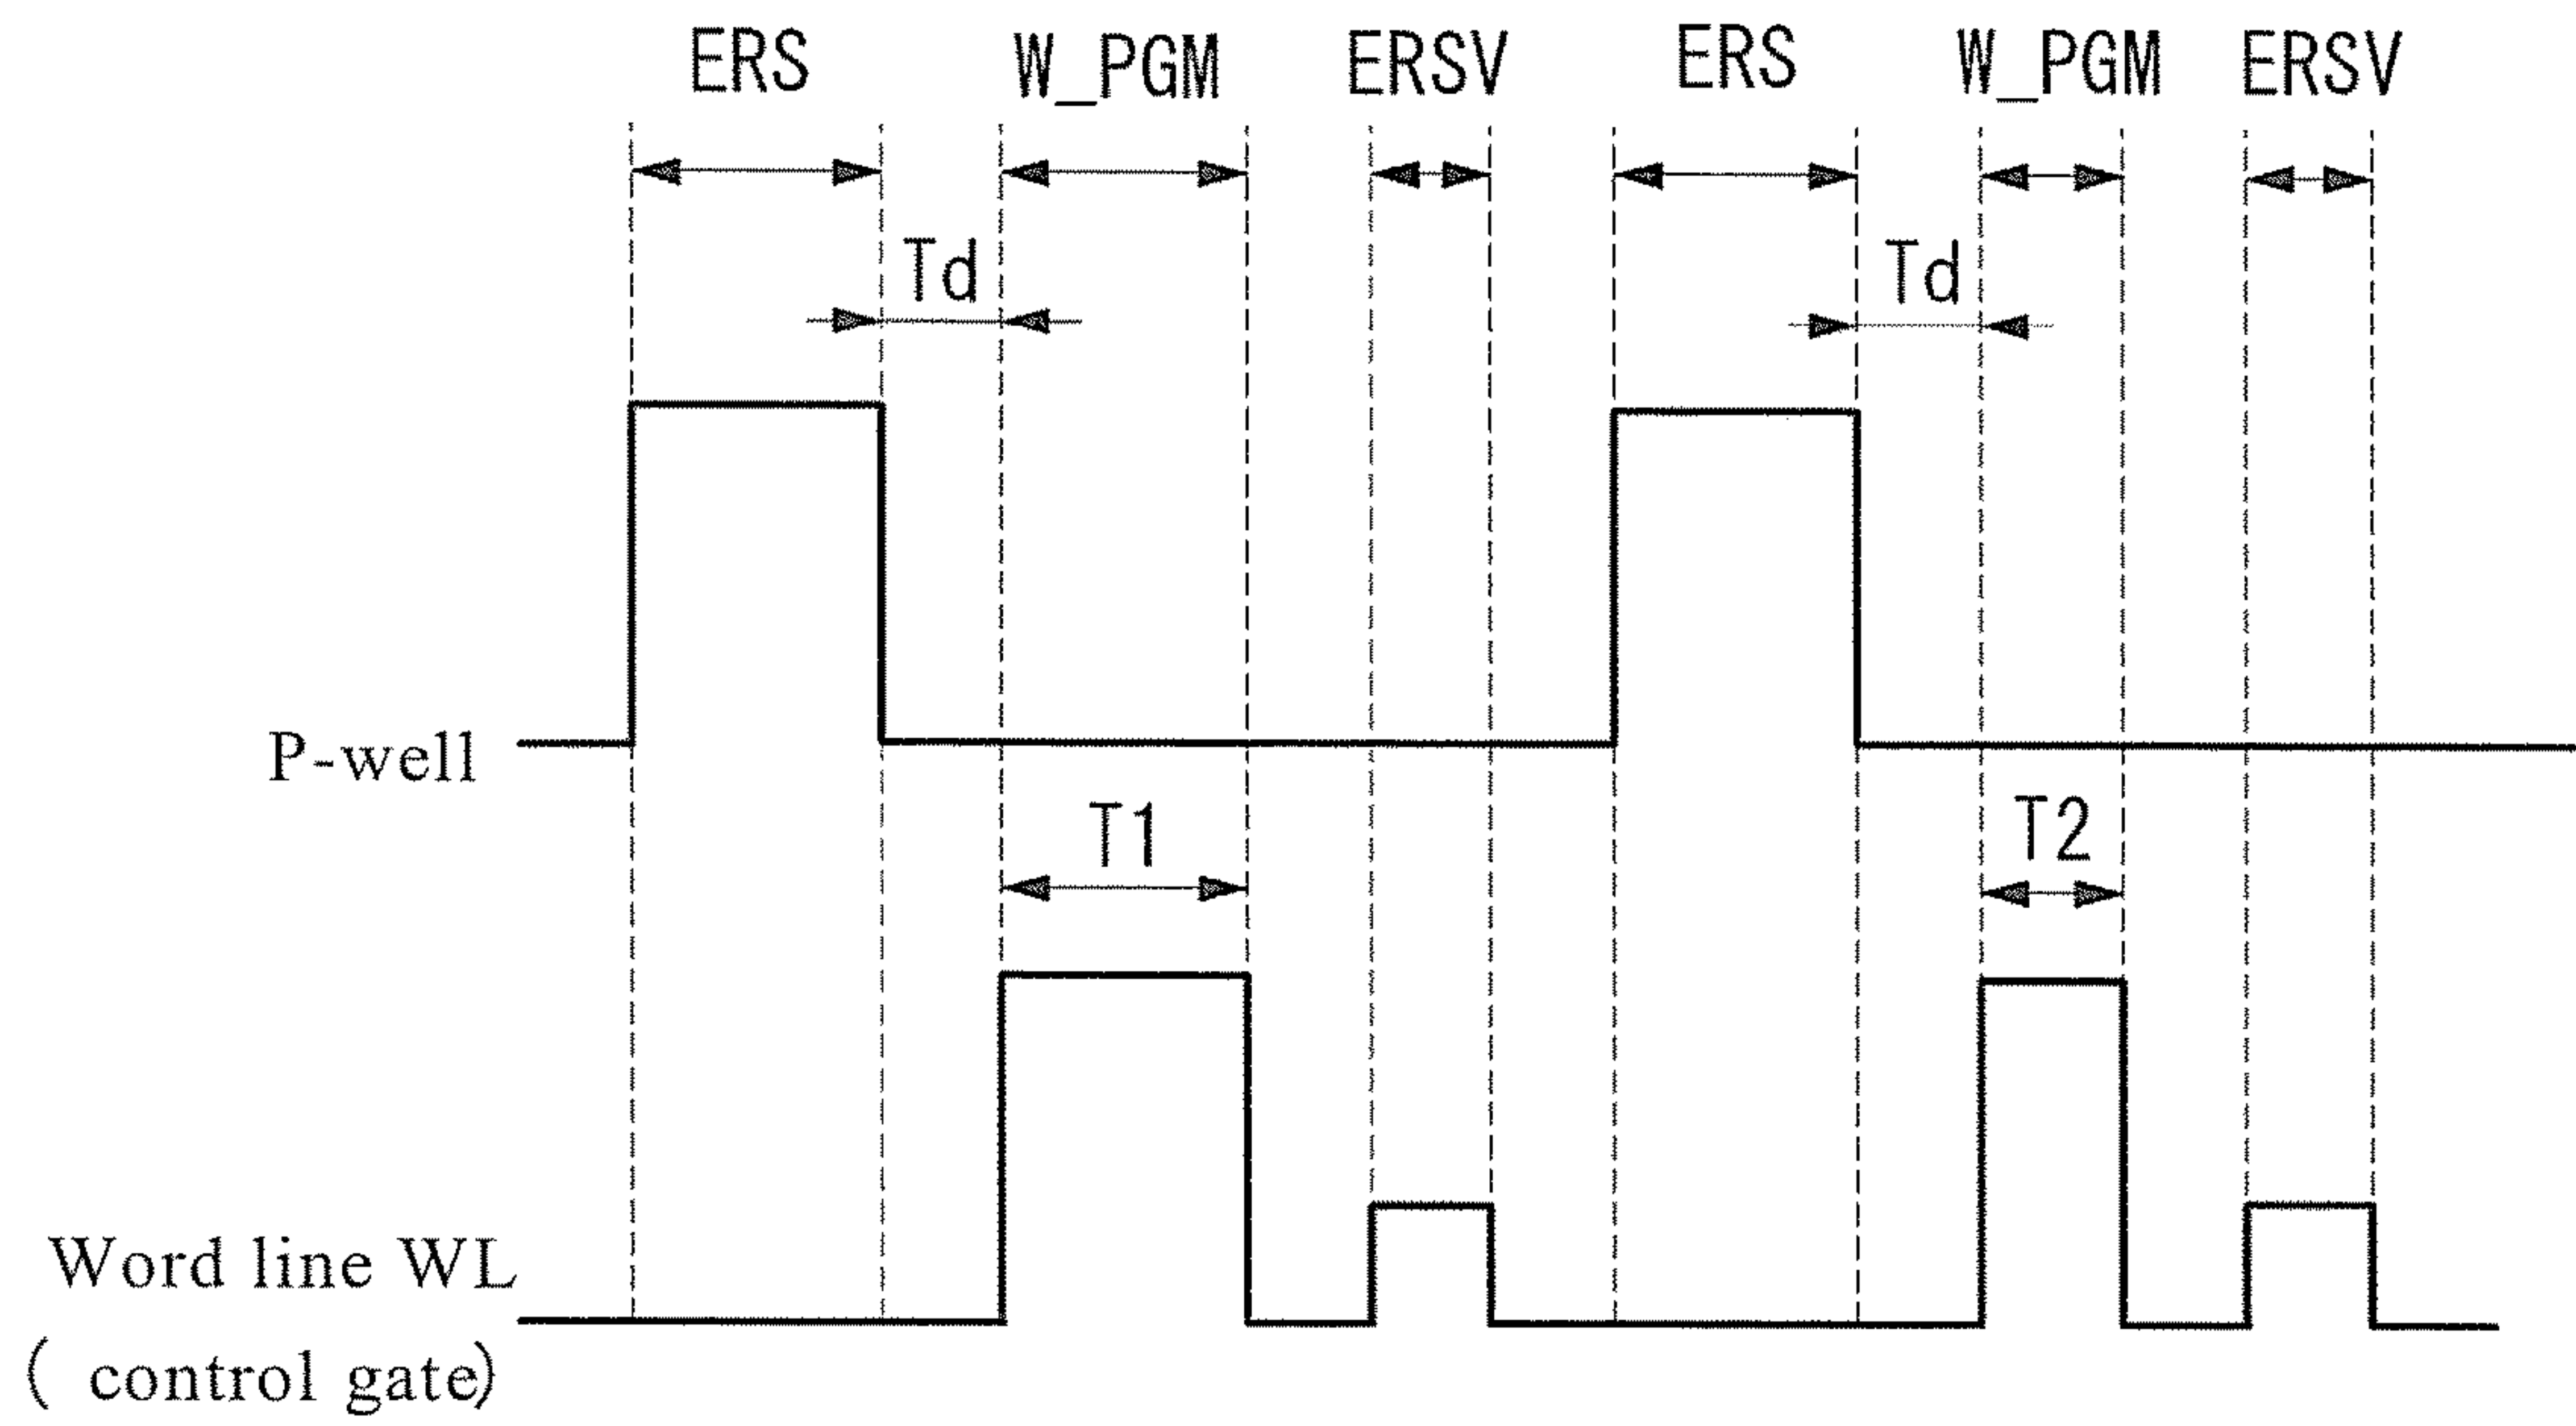 ERS W_PGM ERSV ERS W_PGM ERSV
Td Td
P-well
T1 T2
Word line WL
( control gate)